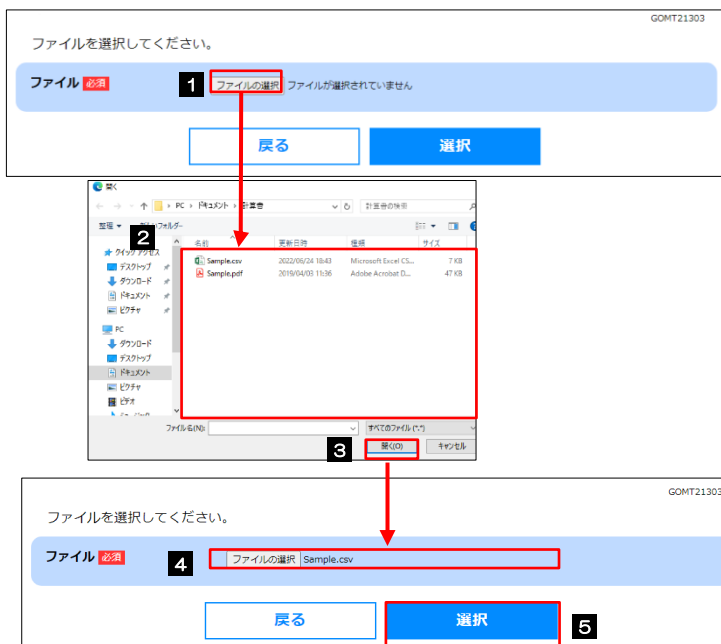 GOMT21303
ファイルを選択してください。
ファイル 必須
1 ファイルの選択 ファイルが選択されていません
戻る 選択
開く
PC › ドキュメント › 計算書 計算書の検索
整理
2
名前 更新日時 種類 サイズ
クイック アクセス
デスクトップ
ダウンロード
ドキュメント
ピクチャ
PC
ダウンロード
デスクトップ
ドキュメント
ピクチャ
ビデオ
Sample.csv 2022/06/24 18:43 Microsoft Excel CS... 7 KB
Sample.pdf 2019/04/03 11:36 Adobe Acrobat D... 47 KB
ファイル名(N): すべてのファイル (*.*)
3 開く(O) キャンセル
GOMT21303
ファイルを選択してください。
ファイル 必須
4 ファイルの選択 Sample.csv
戻る 選択 5